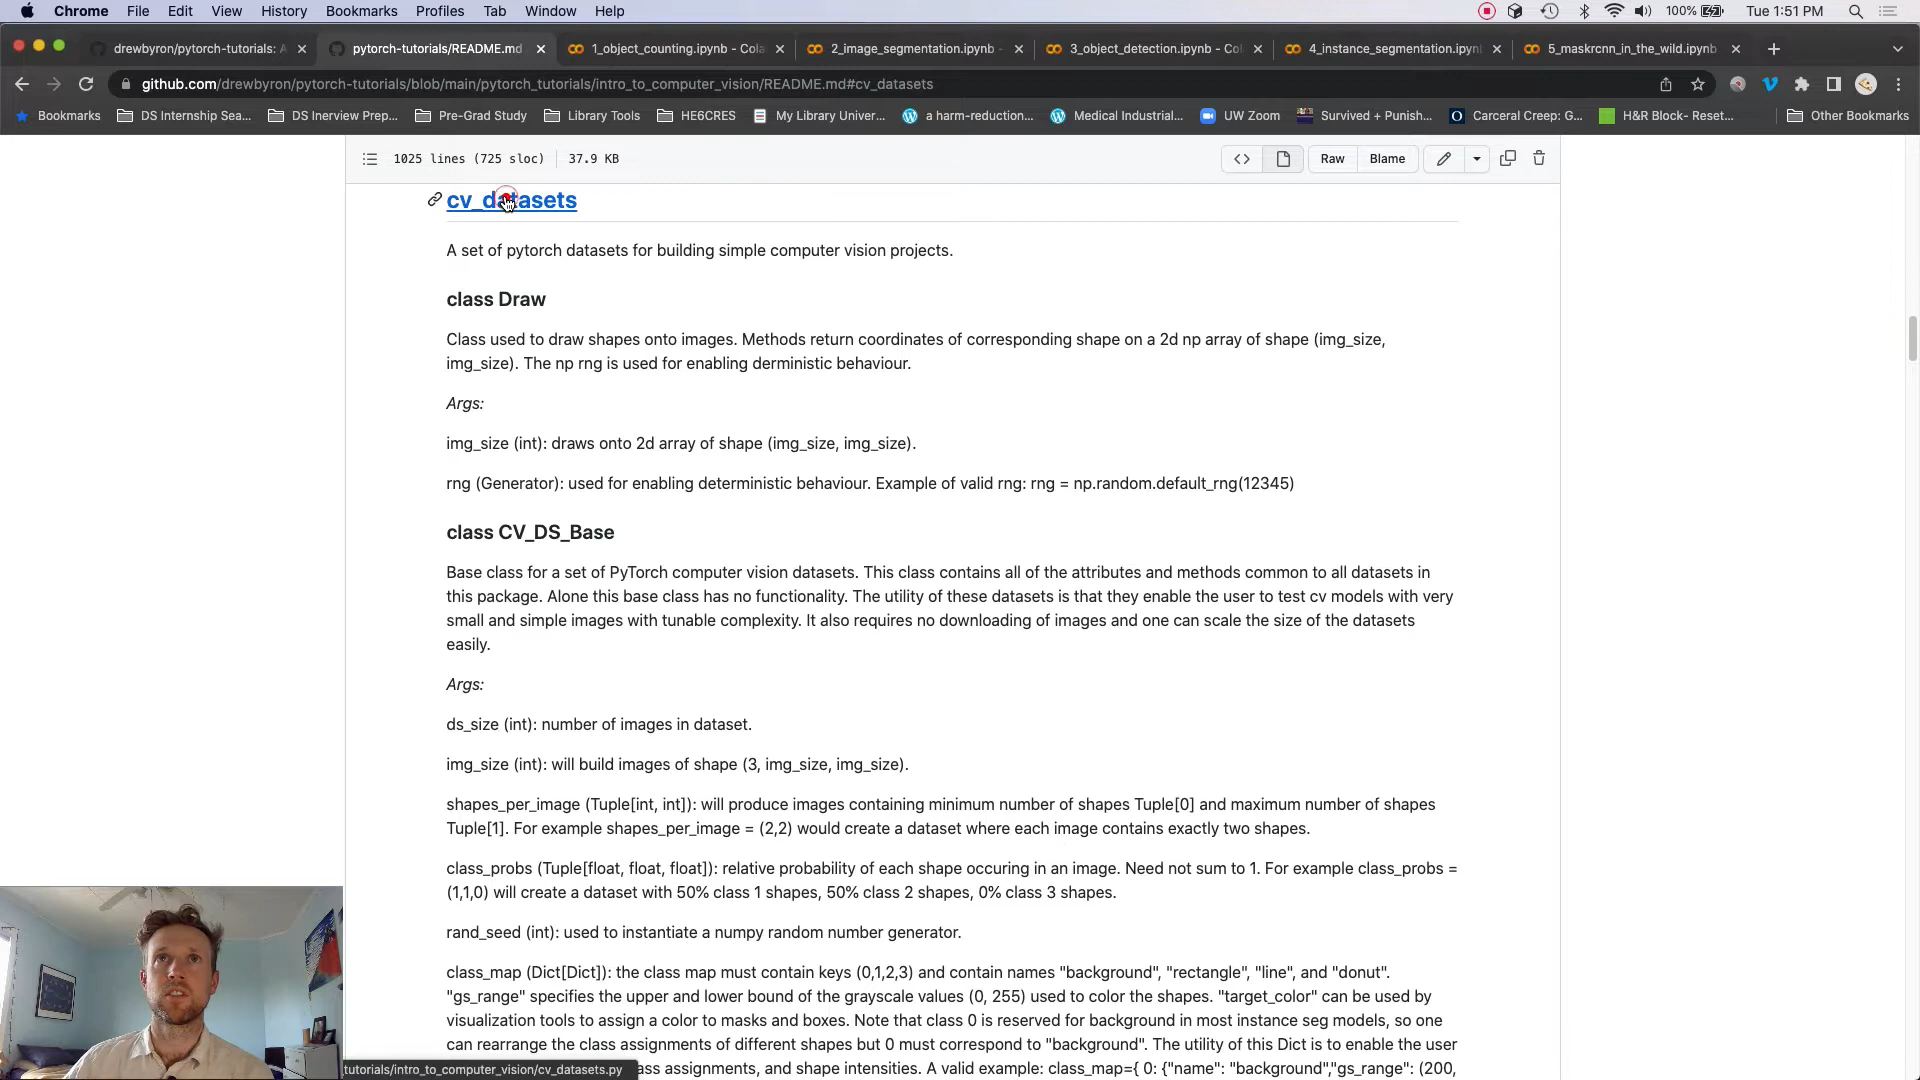 Chrome File Edit View History Bookmarks Profiles Tab Window Help 100% Tue 1:51 PM
drewbyron/pytorch-tutorials: A pytorch-tutorials/README.md 1_object_counting.ipynb - Cola 2_image_segmentation.ipynb - 3_object_detection.ipynb - Col 4_instance_segmentation.ipynb 5_maskrcnn_in_the_wild.ipynb
github.com/drewbyron/pytorch-tutorials/blob/main/pytorch_tutorials/intro_to_computer_vision/README.md#cv_datasets
Bookmarks DS Internship Sea... DS Inerview Prep... Pre-Grad Study Library Tools HE6CRES My Library Univer... a harm-reduction... Medical Industrial... UW Zoom Survived + Punish... Carceral Creep: G... H&R Block- Reset... Other Bookmarks
1025 lines (725 sloc) 37.9 KB Raw Blame
cv_datasets
A set of pytorch datasets for building simple computer vision projects.
class Draw
Class used to draw shapes onto images. Methods return coordinates of corresponding shape on a 2d np array of shape (img_size,
img_size). The np rng is used for enabling derministic behaviour.
Args:
img_size (int): draws onto 2d array of shape (img_size, img_size).
rng (Generator): used for enabling deterministic behaviour. Example of valid rng: rng = np.random.default_rng(12345)
class CV_DS_Base
Base class for a set of PyTorch computer vision datasets. This class contains all of the attributes and methods common to all datasets in
this package. Alone this base class has no functionality. The utility of these datasets is that they enable the user to test cv models with very
small and simple images with tunable complexity. It also requires no downloading of images and one can scale the size of the datasets
easily.
Args:
ds_size (int): number of images in dataset.
img_size (int): will build images of shape (3, img_size, img_size).
shapes_per_image (Tuple[int, int]): will produce images containing minimum number of shapes Tuple[0] and maximum number of shapes
Tuple[1]. For example shapes_per_image = (2,2) would create a dataset where each image contains exactly two shapes.
class_probs (Tuple[float, float, float]): relative probability of each shape occuring in an image. Need not sum to 1. For example class_probs =
(1,1,0) will create a dataset with 50% class 1 shapes, 50% class 2 shapes, 0% class 3 shapes.
rand_seed (int): used to instantiate a numpy random number generator.
class_map (Dict[Dict]): the class map must contain keys (0,1,2,3) and contain names "background", "rectangle", "line", and "donut".
"gs_range" specifies the upper and lower bound of the grayscale values (0, 255) used to color the shapes. "target_color" can be used by
visualization tools to assign a color to masks and boxes. Note that class 0 is reserved for background in most instance seg models, so one
can rearrange the class assignments of different shapes but 0 must correspond to "background". The utility of this Dict is to enable the user
tutorials/intro_to_computer_vision/cv_datasets.py ass assignments, and shape intensities. A valid example: class_map={ 0: {"name": "background","gs_range": (200,